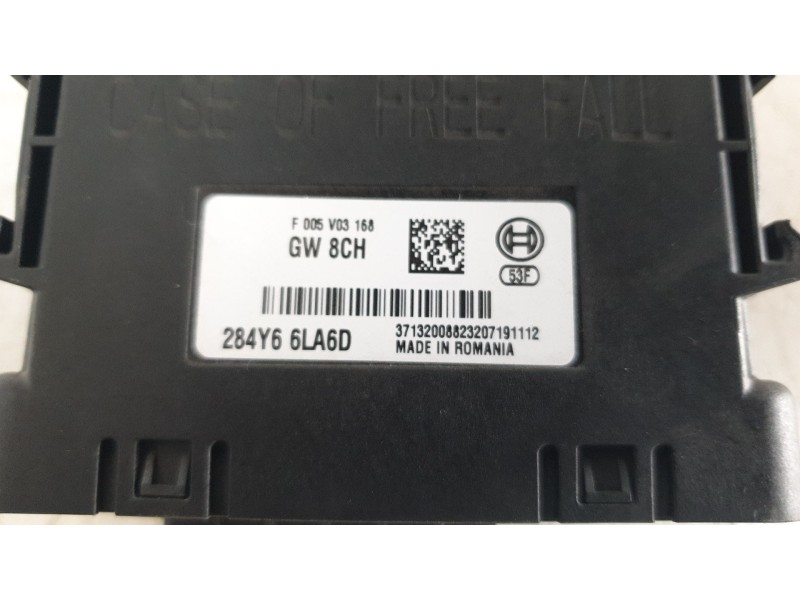 CASE OF FREE FALL
F 005 V03 168
GW 8CH
53F
284Y6 6LA6D
37132008823207191112
MADE IN ROMANIA